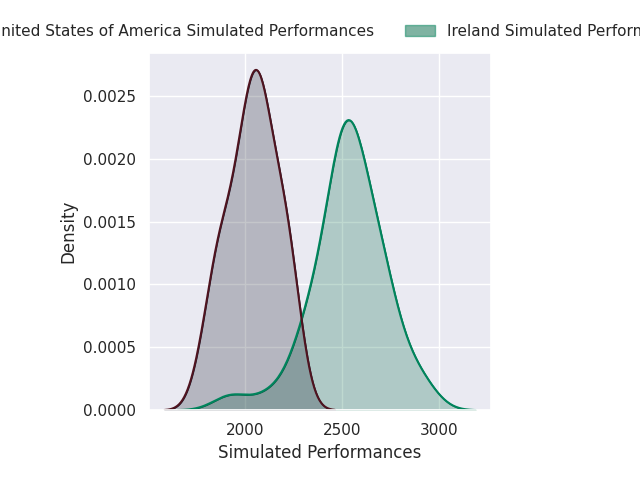 nited States of America Simulated Performances Ireland Simulated Perforn
0.0025
0.0020
0.0015
0.0010
0.0005
0.0000
Density
2000 2500 3000
Simulated Performances